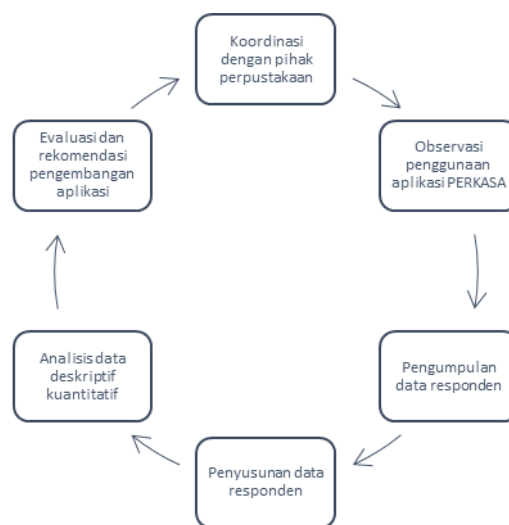 Koordinasi
dengan pihak
perpustakaan
Observasi
penggunaan
aplikasi PERKASA
Pengumpulan
data responden
Penyusunan data
responden
Analisis data
deskriptif
kuantitatif
Evaluasi dan
rekomendasi
pengembangan
aplikasi